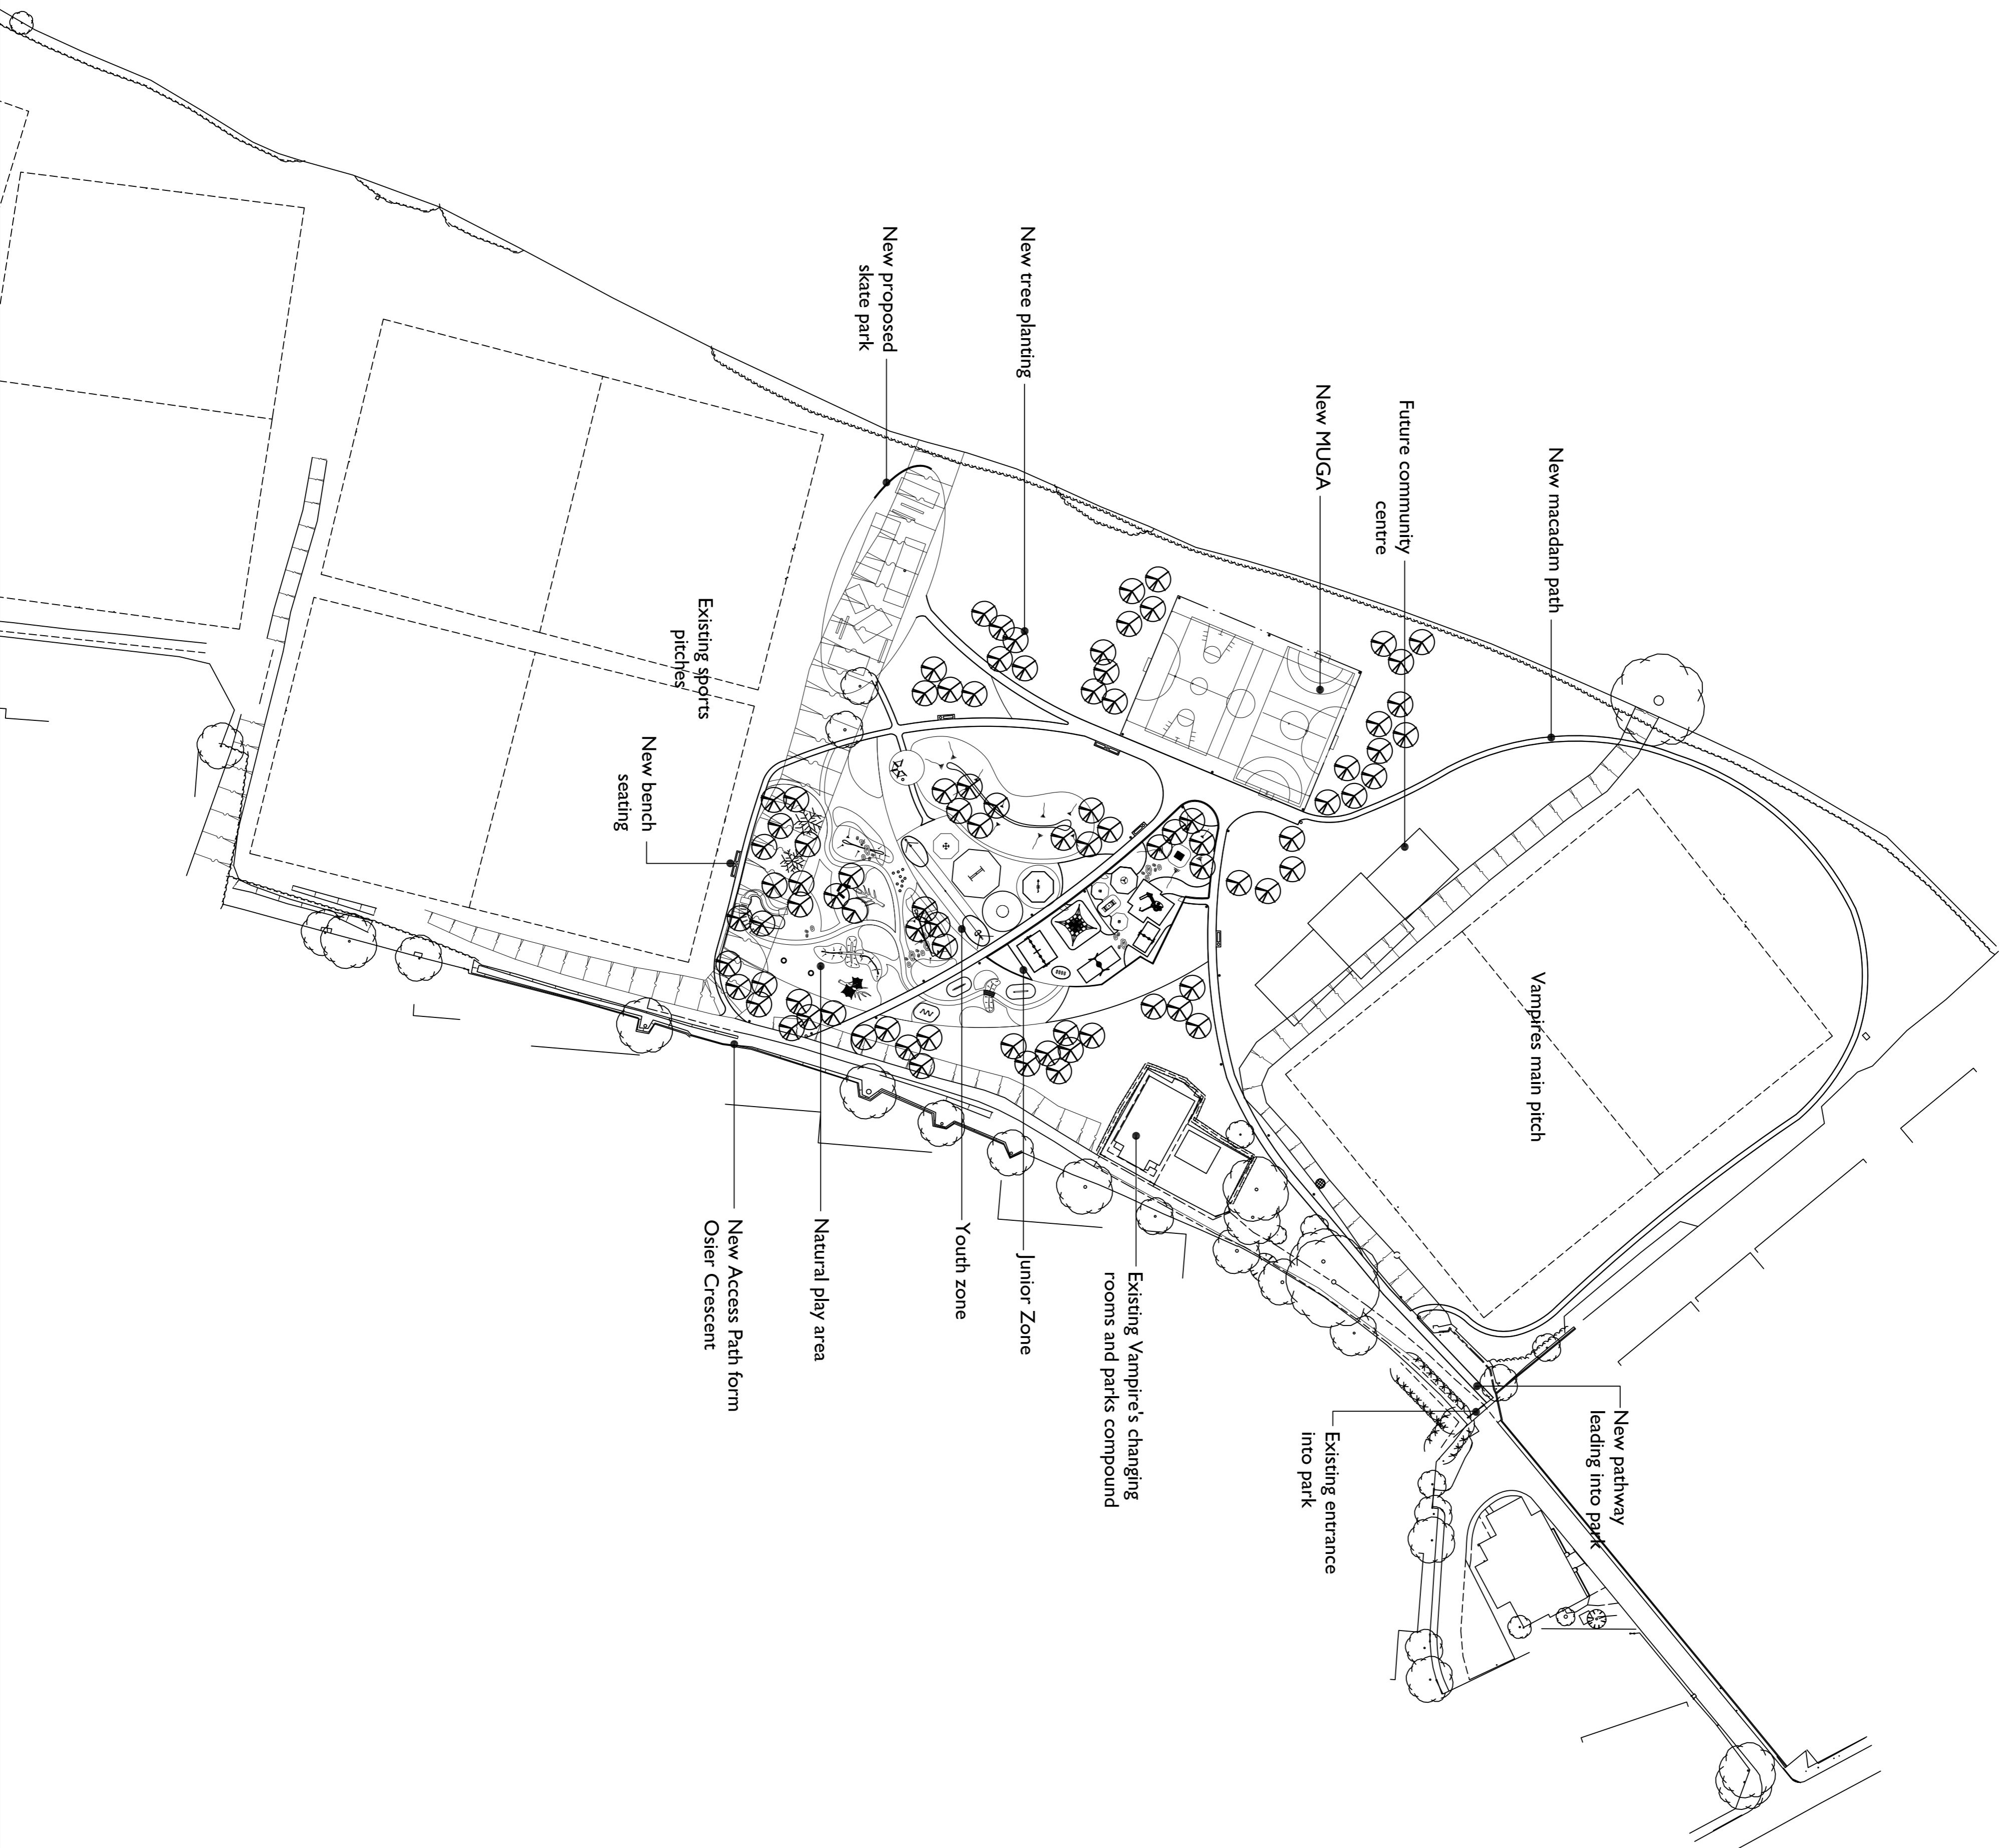 New macadam path
Future community
centre
New MUGA
New tree planting
New proposed
skate park
Vampires main pitch
Existing sports
pitches
New bench
seating
New pathway
leading into park
Existing entrance
into park
Existing Vampire's changing
rooms and parks compound
Junior Zone
Youth zone
Natural play area
New Access Path form
Osier Crescent